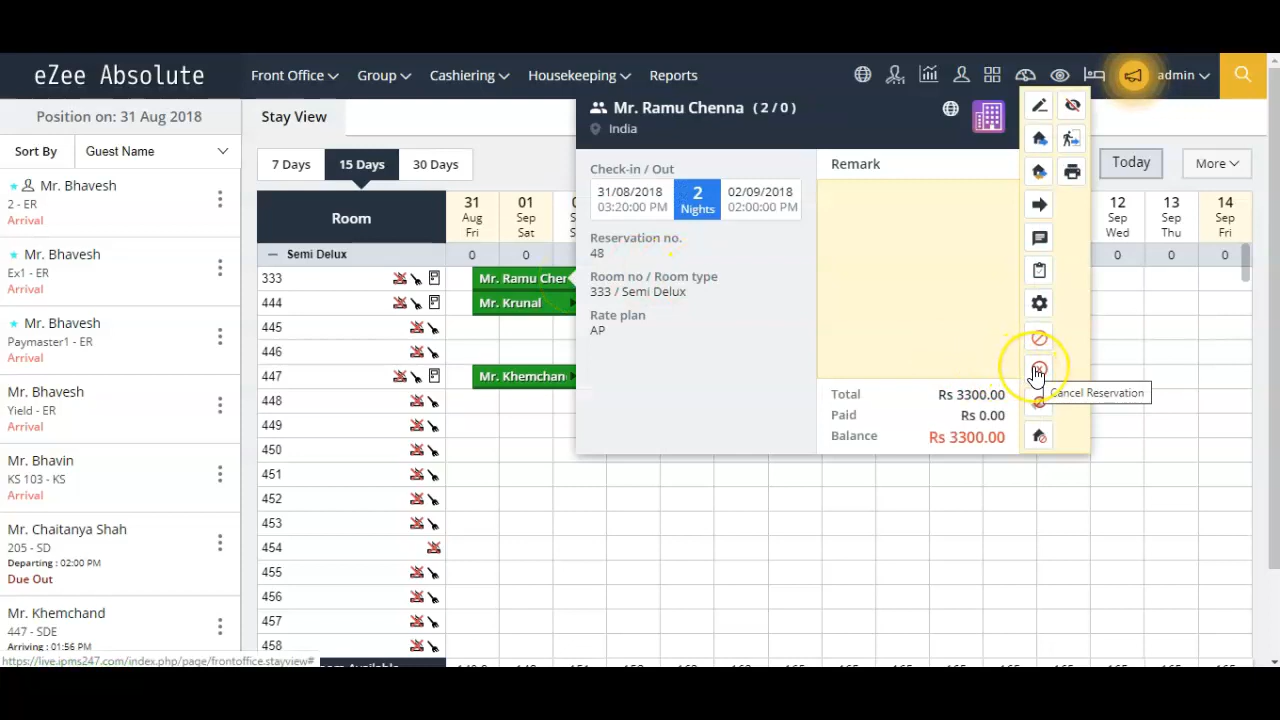 eZee Absolute
Front Office
Group
Cashiering
Housekeeping
Reports
admin
Position on: 31 Aug 2018
Stay View
Sort By
Guest Name
Mr. Bhavesh
2 - ER
Arrival
Mr. Bhavesh
Ex1 - ER
Arrival
Mr. Bhavesh
Paymaster1 - ER
Arrival
Mr. Bhavesh
Yield - ER
Arrival
Mr. Bhavin
KS 103 - KS
Arrival
Mr. Chaitanya Shah
205 - SD
Departing : 02:00 PM
Due Out
Mr. Khemchand
447 - SDE
Arriving : 01:56 PM
https://live.ipms247.com/index.php/page/frontoffice.stayview#
7 Days
15 Days
30 Days
Today
More
Room
31
Aug
Fri
01
Sep
Sat
12
Sep
Wed
13
Sep
Thu
14
Sep
Fri
Semi Delux
0
0
0
0
0
333
Mr. Ramu Cher
444
Mr. Krunal
445
446
447
Mr. Khemchan
448
449
450
451
452
453
454
455
456
457
458
Mr. Ramu Chenna (2 / 0)
India
Check-in / Out
31/08/2018
03:20:00 PM
2
Nights
02/09/2018
02:00:00 PM
Reservation no.
48
Room no / Room type
333 / Semi Delux
Rate plan
AP
Remark
Total Rs 3300.00
Paid Rs 0.00
Balance Rs 3300.00
Cancel Reservation